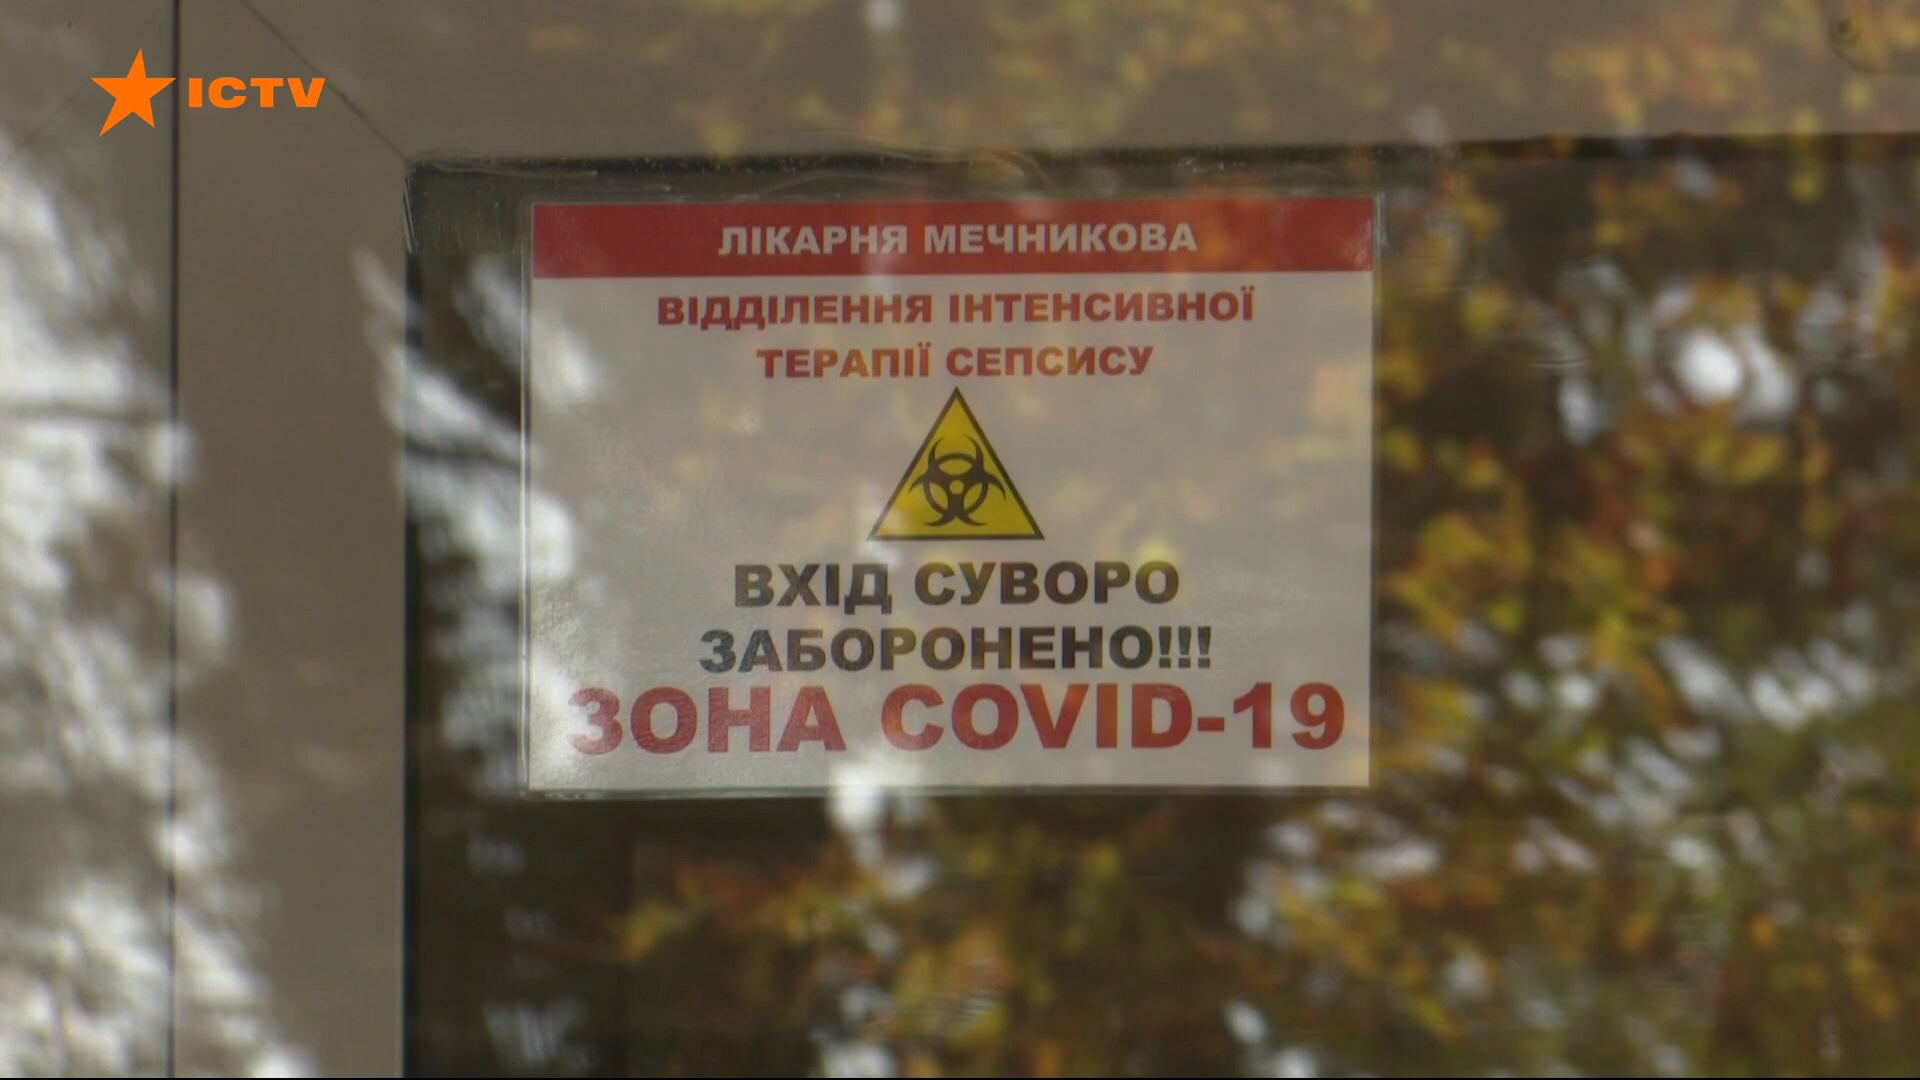 ICTV
ЛІКАРНЯ МЕЧНИКОВА
ВІДДІЛЕННЯ ІНТЕНСИВНОЇ
ТЕРАПІЇ СЕПСИСУ
ВХІД СУВОРО
ЗАБОРОНЕНО!!!
ЗОНА COVID-19